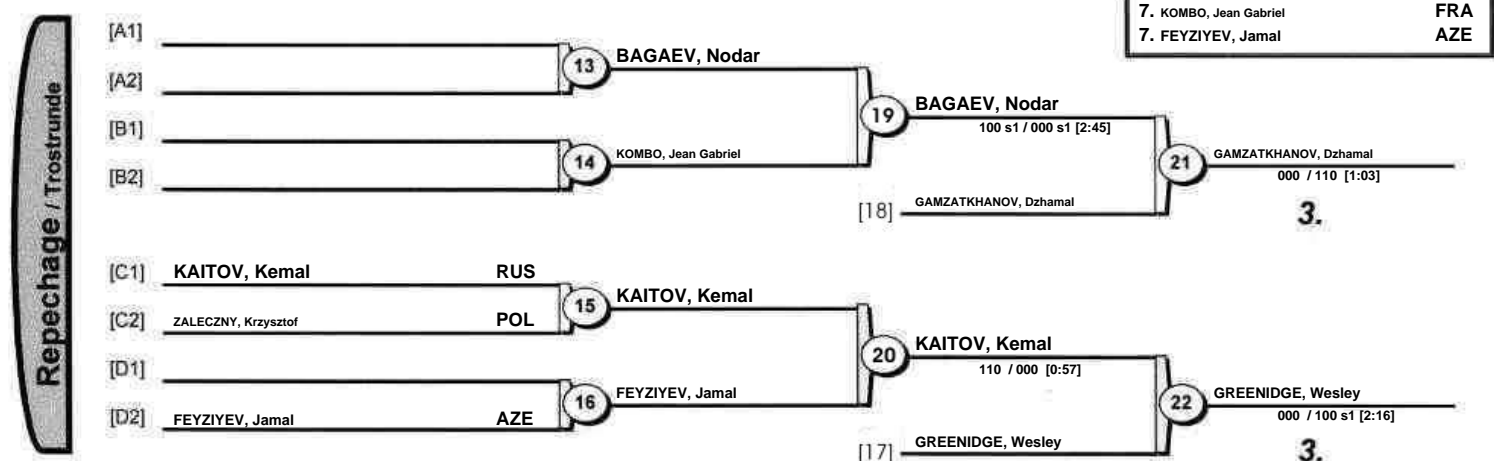 7. KOMBO, Jean Gabriel FRA
7. FEYZIYEV, Jamal AZE
Repechage / Trostrunde
[A1]
[A2]
13 BAGAEV, Nodar
[B1]
[B2]
14 KOMBO, Jean Gabriel
19 BAGAEV, Nodar
100 s1 / 000 s1 [2:45]
[18] GAMZATKHANOV, Dzhamal
21 GAMZATKHANOV, Dzhamal
000 / 110 [1:03]
3.
[C1] KAITOV, Kemal RUS
[C2] ZALECZNY, Krzysztof POL
15 KAITOV, Kemal
[D1]
[D2] FEYZIYEV, Jamal AZE
16 FEYZIYEV, Jamal
20 KAITOV, Kemal
110 / 000 [0:57]
[17] GREENIDGE, Wesley
22 GREENIDGE, Wesley
000 / 100 s1 [2:16]
3.